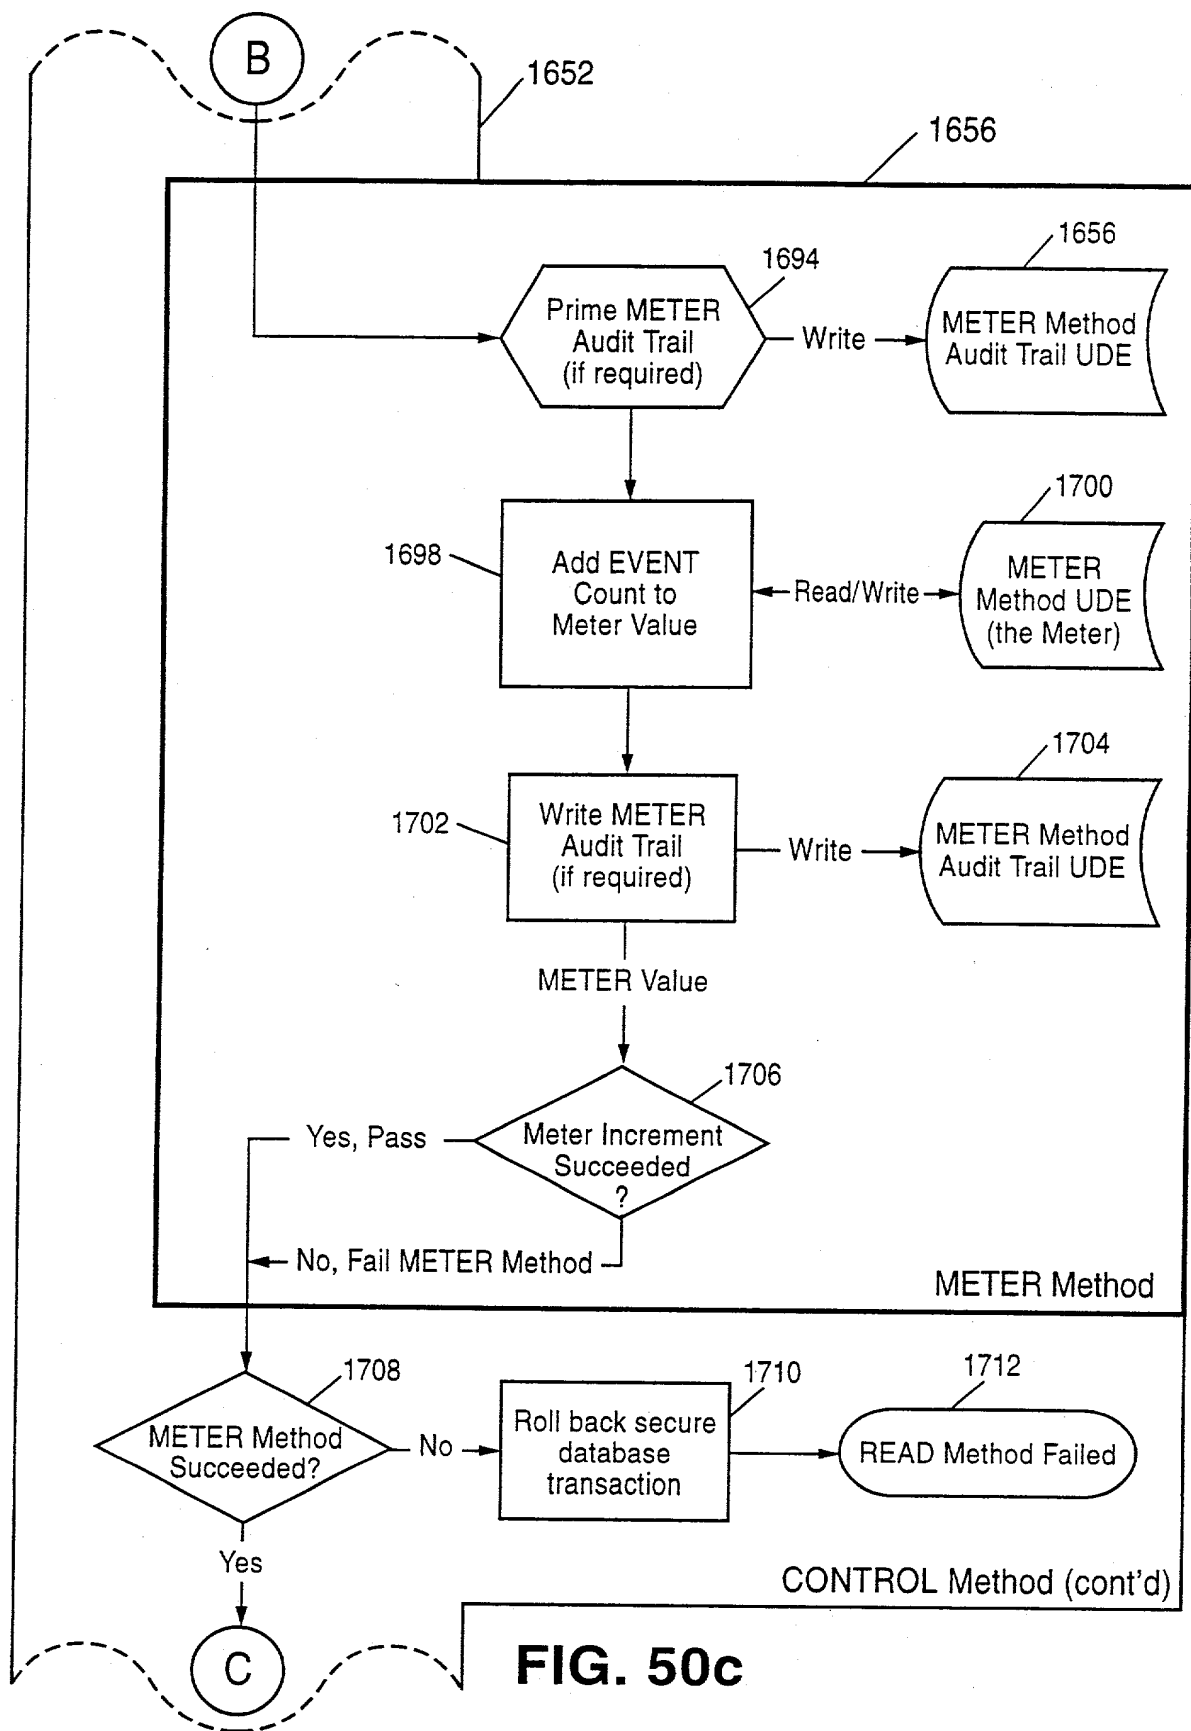 B
1652
1656
1656
1694
Prime METER
Audit Trail
(if required)
Write
METER Method
Audit Trail UDE
1700
1698
Add EVENT
Count to
Meter Value
Read/Write
METER
Method UDE
(the Meter)
1704
1702
Write METER
Audit Trail
(if required)
Write
METER Method
Audit Trail UDE
METER Value
1706
Meter Increment
Succeeded
?
Yes, Pass
No, Fail METER Method
METER Method
1708
METER Method
Succeeded?
No
1710
Roll back secure
database
transaction
1712
READ Method Failed
Yes
CONTROL Method (cont'd)
C
FIG. 50c